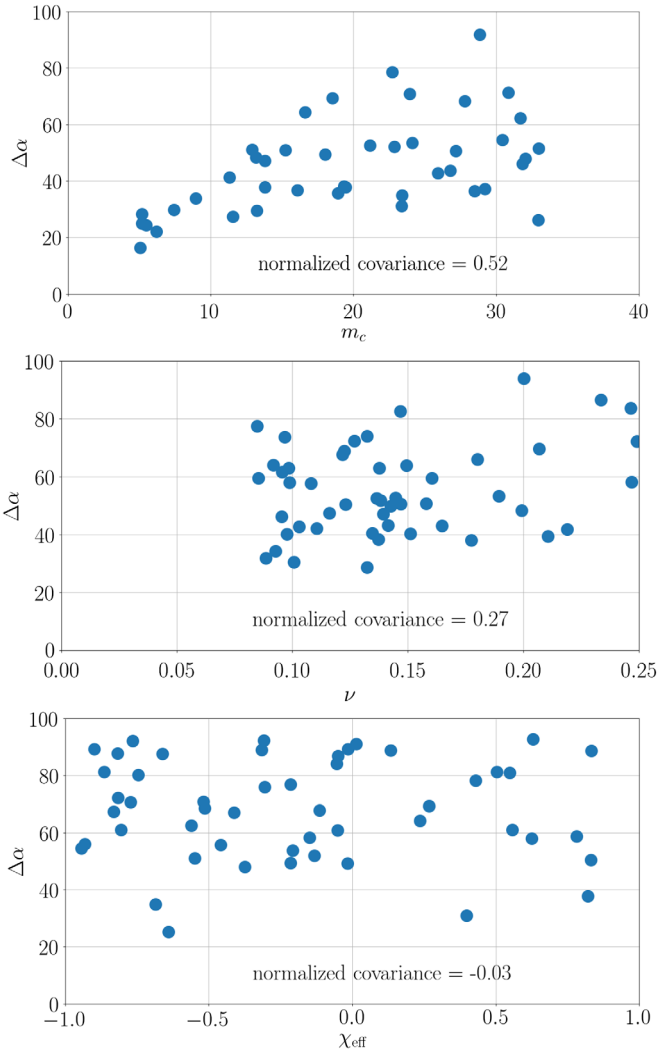 100
80
60
40
20
0
Δα
normalized covariance = 0.52
0 10 20 30 40
m_c
100
80
60
40
20
0
Δα
normalized covariance = 0.27
0.00 0.05 0.10 0.15 0.20 0.25
ν
100
80
60
40
20
0
Δα
normalized covariance = -0.03
−1.0 −0.5 0.0 0.5 1.0
χ_eff